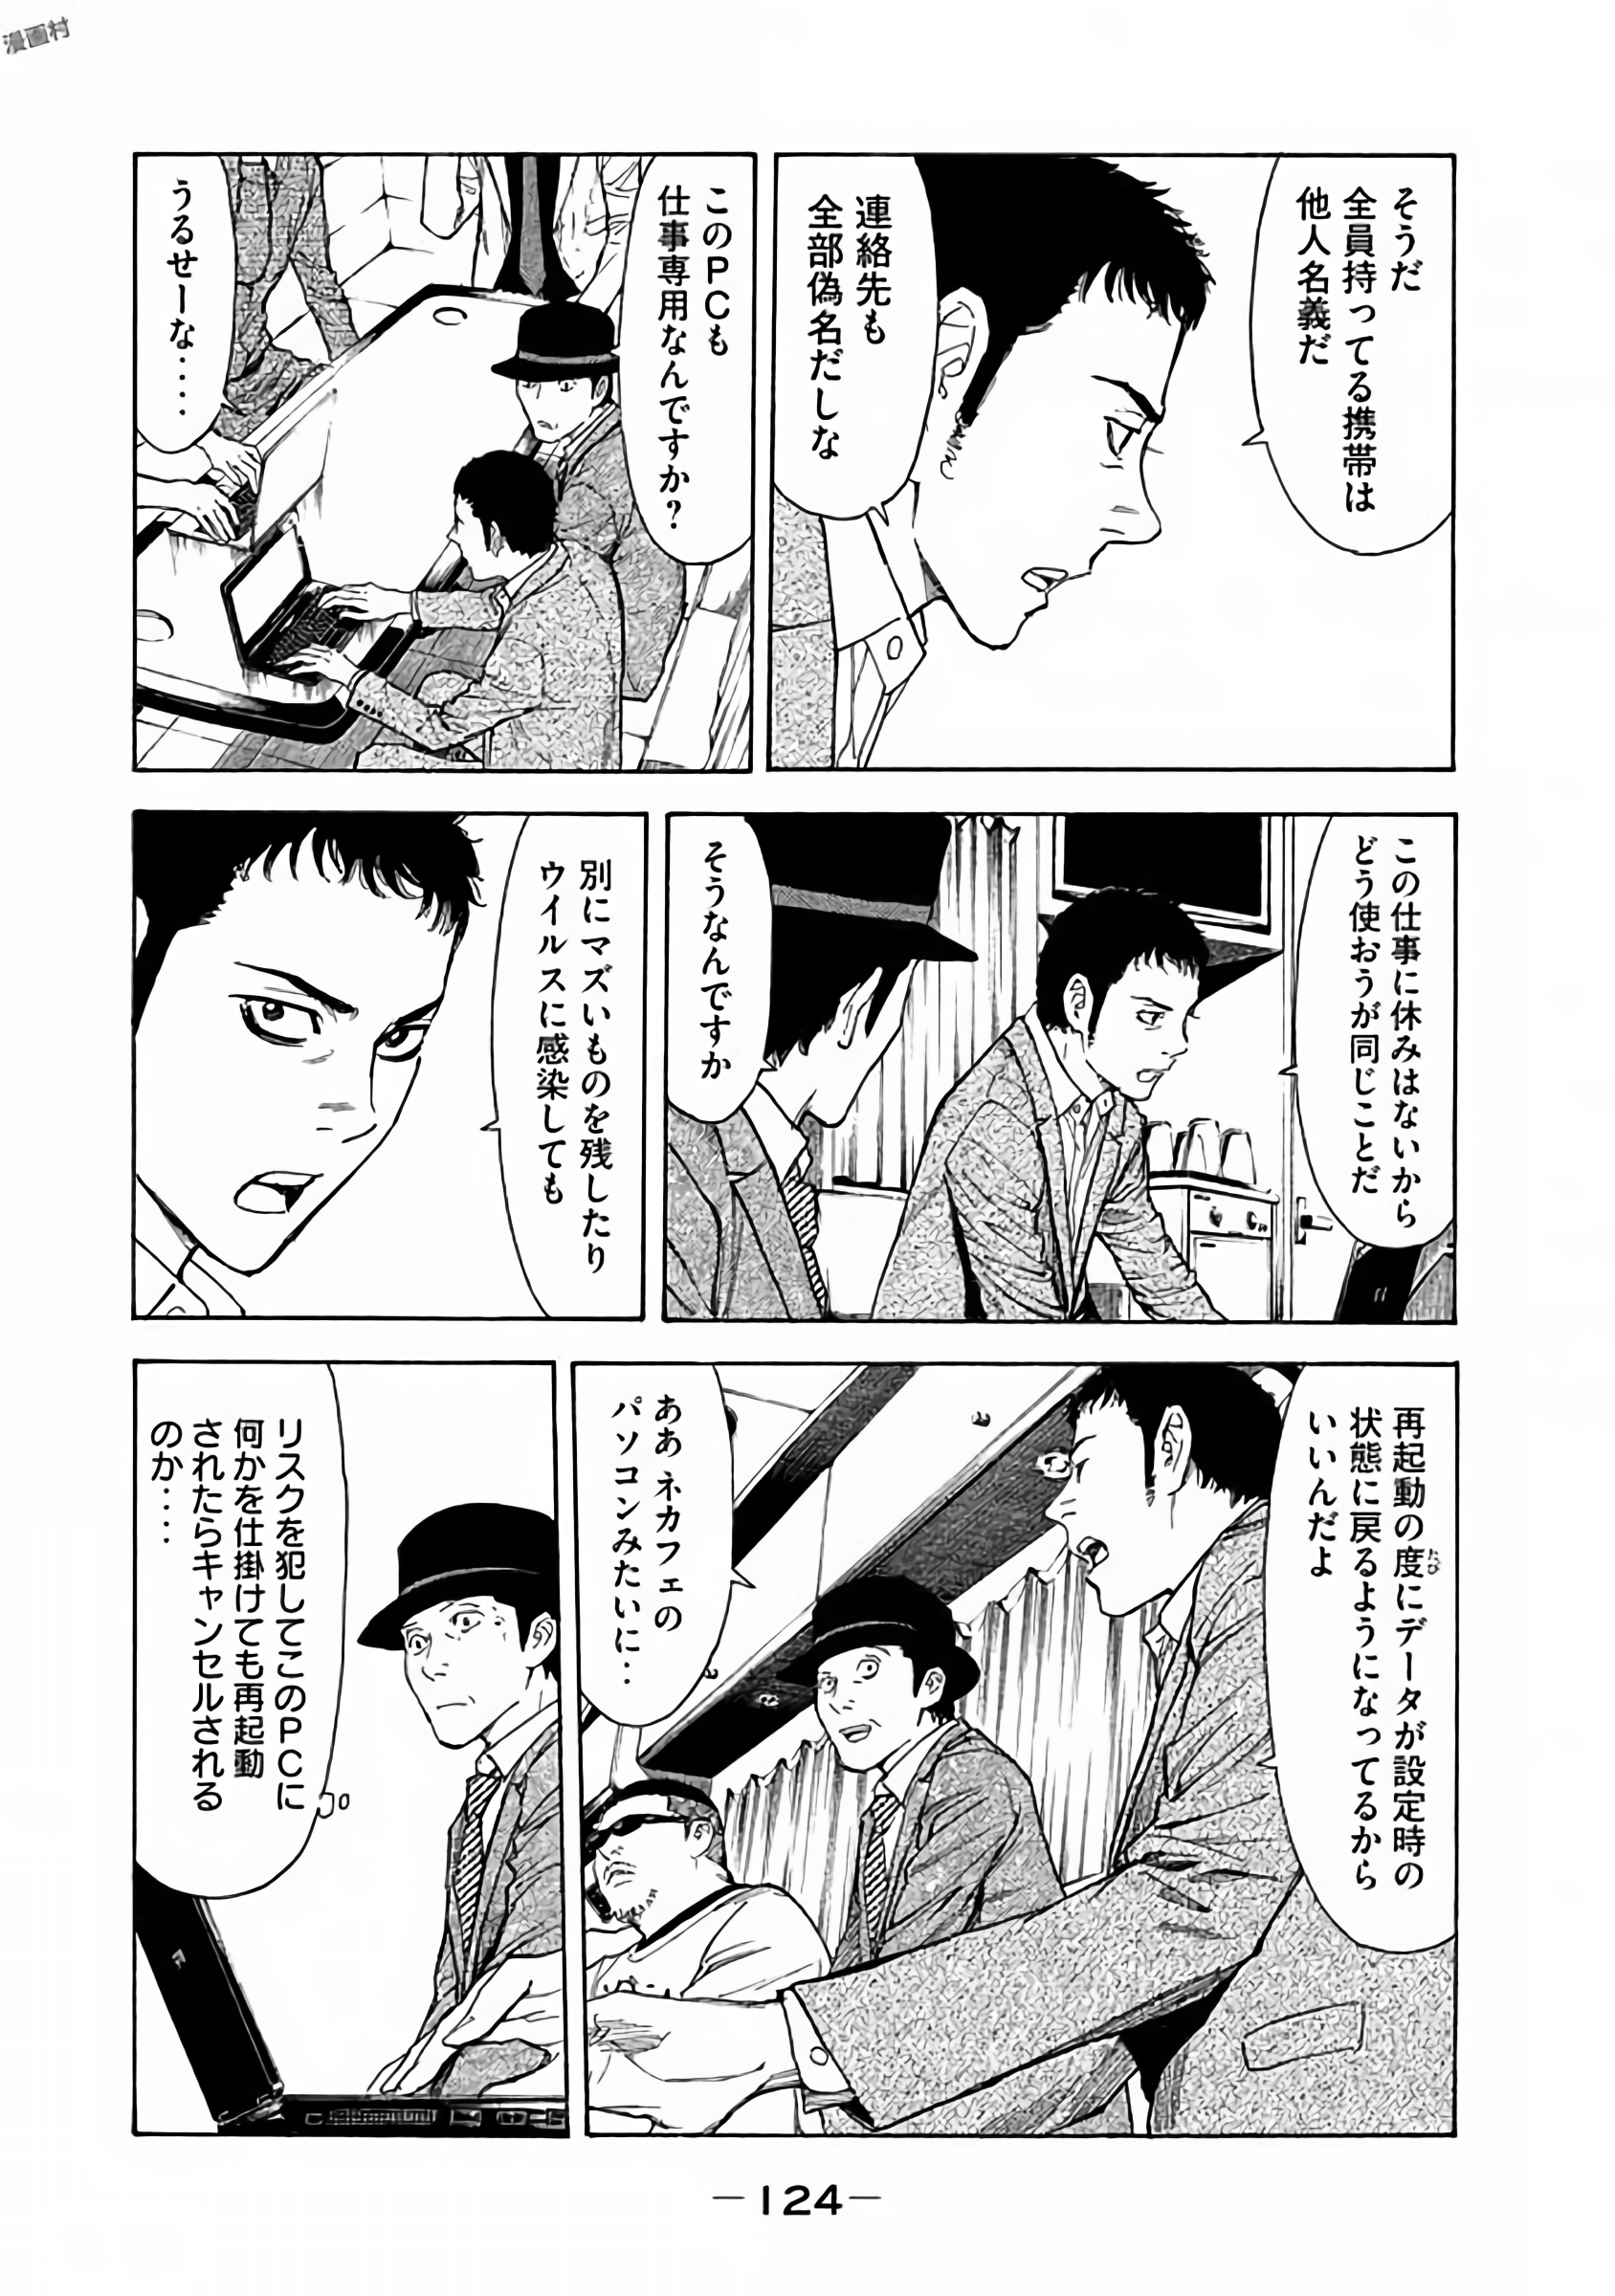 漫画村
そうだ
全員持ってる携帯は
他人名義だ
連絡先も
全部偽名だしな
このPCも
仕事専用なんですか?
うるせーな‥‥
この仕事に休みはないから
どう使おうが同じことだ
そうなんですか
別にマズいものを残したり
ウイルスに感染しても
再起動の度にデータが設定時の
たび
状態に戻るようになってるから
いいんだよ
ああ ネカフェの
パソコンみたいに‥
リスクを犯してこのPCに
何かを仕掛けても再起動
されたらキャンセルされる
のか‥‥
—124—